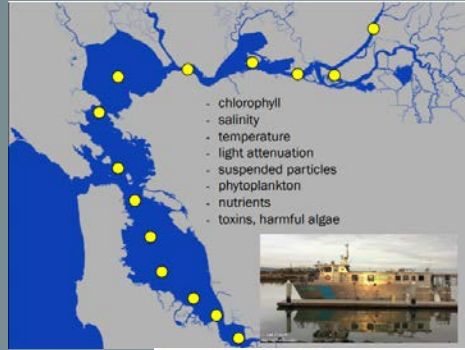 - chlorophyll
- salinity
- temperature
- light attenuation
- suspended particles
- phytoplankton
- nutrients
- toxins, harmful algae